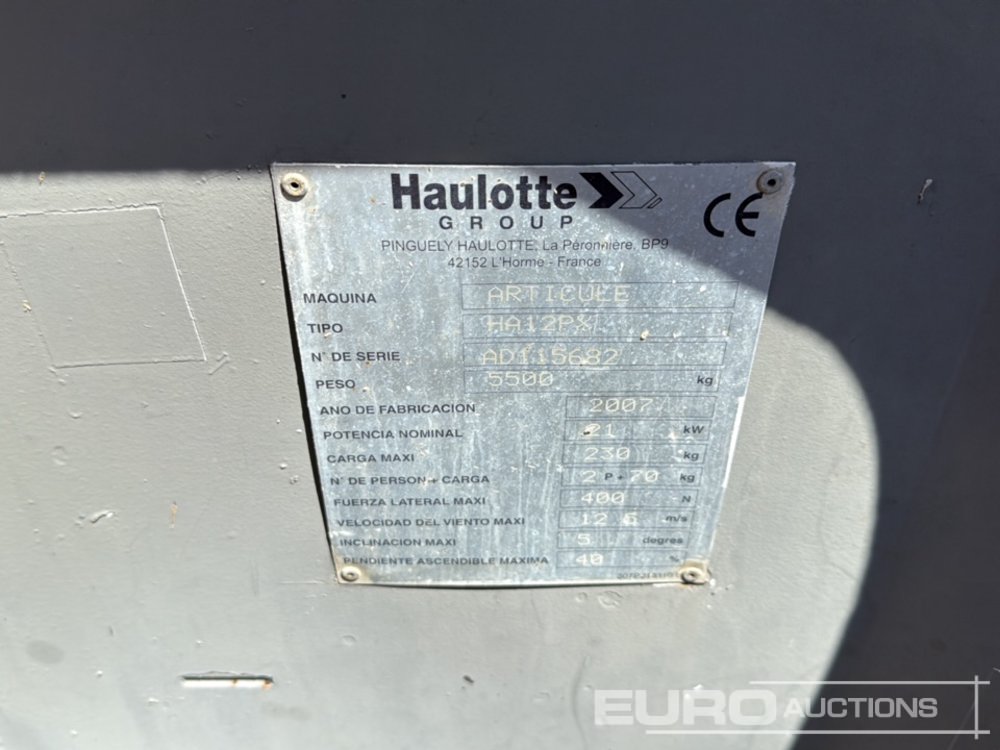 Haulotte
GROUP
CE
PINGUELY HAULOTTE, La Péronnière, BP9
42152 L'Horme - France
MAQUINA ARTICULEE
TIPO HA12PX
N° DE SERIE AD115682
PESO 5500 kg
ANO DE FABRICACION 2007
POTENCIA NOMINAL 21 kW
CARGA MAXI 230 kg
N° DE PERSON + CARGA 2 P + 70 kg
FUERZA LATERAL MAXI 400 N
VELOCIDAD DEL VIENTO MAXI 12.5 m/s
INCLINACION MAXI 5 degres
PENDIENTE ASCENDIBLE MAXIMA 40 %
EURO AUCTIONS